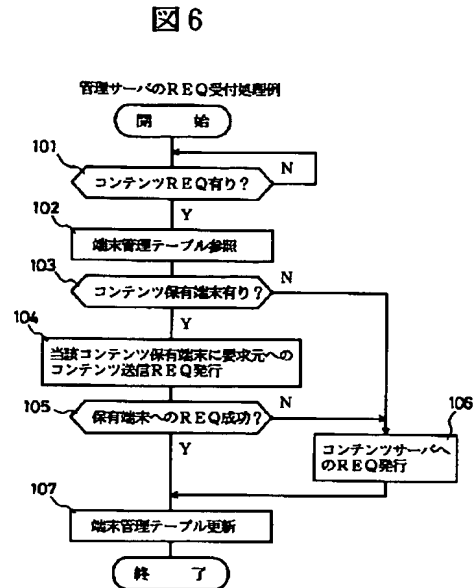 図6
管理サーバのREQ受付処理例
開 始
101
コンテンツREQ有り?
N
Y
102
端末管理テーブル参照
103
コンテンツ保有端末有り?
N
Y
104
当該コンテンツ保有端末に要求元への
コンテンツ送信REQ発行
105
保有端末へのREQ成功?
N
Y
106
コンテンツサーバへ
のREQ発行
107
端末管理テーブル更新
終 了